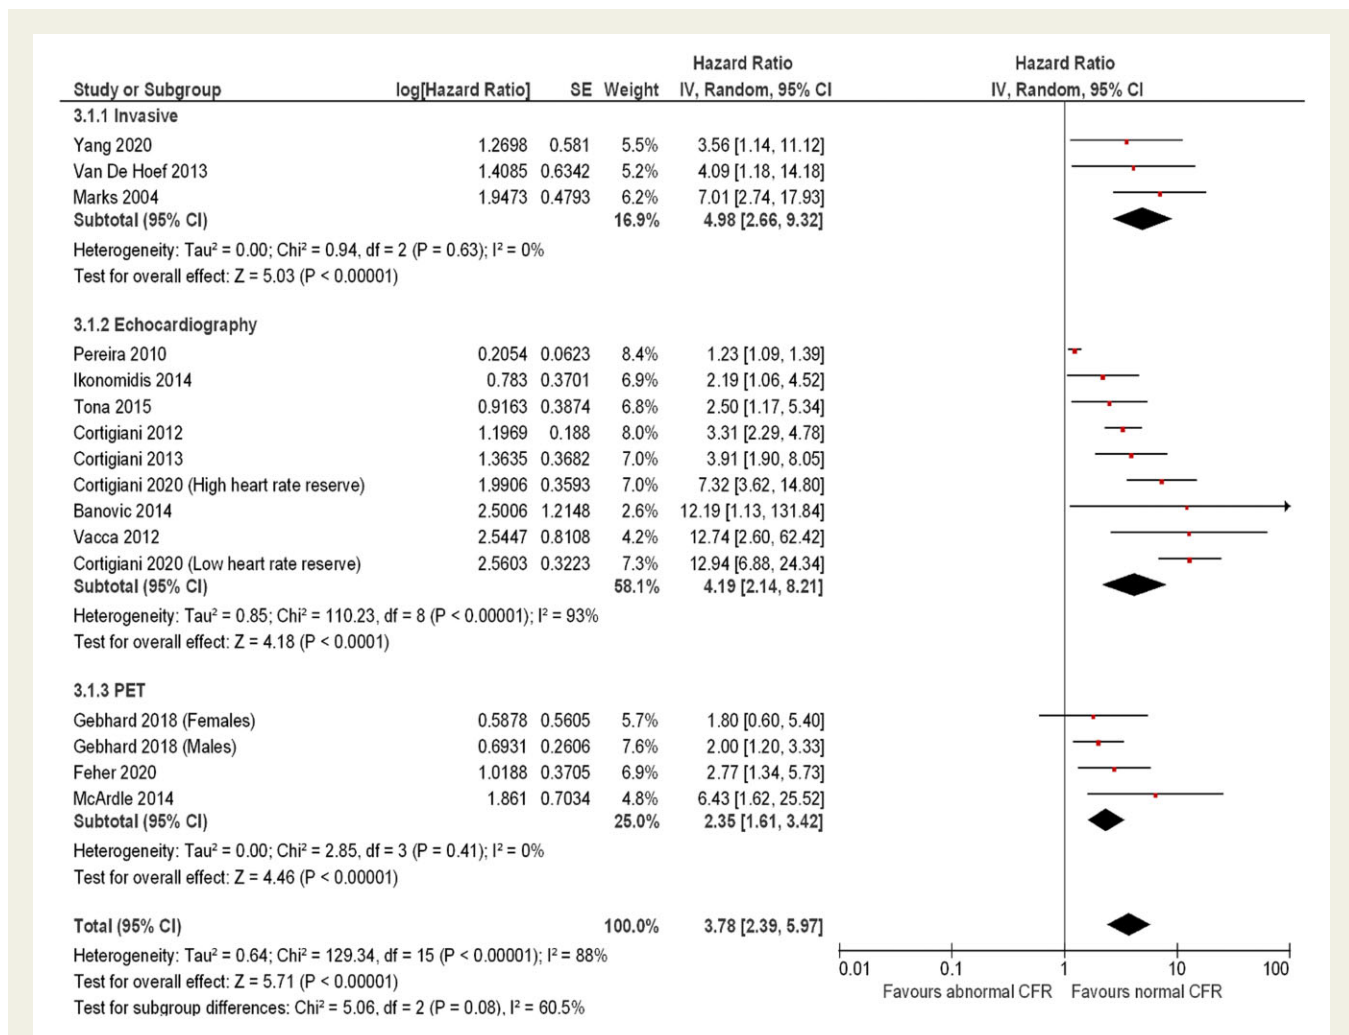 Hazard Ratio Hazard Ratio
Study or Subgroup log[Hazard Ratio] SE Weight IV, Random, 95% CI IV, Random, 95% CI
3.1.1 Invasive
Yang 2020 1.2698 0.581 5.5% 3.56 [1.14, 11.12]
Van De Hoef 2013 1.4085 0.6342 5.2% 4.09 [1.18, 14.18]
Marks 2004 1.9473 0.4793 6.2% 7.01 [2.74, 17.93]
Subtotal (95% CI) 16.9% 4.98 [2.66, 9.32]
Heterogeneity: Tau² = 0.00; Chi² = 0.94, df = 2 (P = 0.63); I² = 0%
Test for overall effect: Z = 5.03 (P < 0.00001)
3.1.2 Echocardiography
Pereira 2010 0.2054 0.0623 8.4% 1.23 [1.09, 1.39]
Ikonomidis 2014 0.783 0.3701 6.9% 2.19 [1.06, 4.52]
Tona 2015 0.9163 0.3874 6.8% 2.50 [1.17, 5.34]
Cortigiani 2012 1.1969 0.188 8.0% 3.31 [2.29, 4.78]
Cortigiani 2013 1.3635 0.3682 7.0% 3.91 [1.90, 8.05]
Cortigiani 2020 (High heart rate reserve) 1.9906 0.3593 7.0% 7.32 [3.62, 14.80]
Banovic 2014 2.5006 1.2148 2.6% 12.19 [1.13, 131.84]
Vacca 2012 2.5447 0.8108 4.2% 12.74 [2.60, 62.42]
Cortigiani 2020 (Low heart rate reserve) 2.5603 0.3223 7.3% 12.94 [6.88, 24.34]
Subtotal (95% CI) 58.1% 4.19 [2.14, 8.21]
Heterogeneity: Tau² = 0.85; Chi² = 110.23, df = 8 (P < 0.00001); I² = 93%
Test for overall effect: Z = 4.18 (P < 0.0001)
3.1.3 PET
Gebhard 2018 (Females) 0.5878 0.5605 5.7% 1.80 [0.60, 5.40]
Gebhard 2018 (Males) 0.6931 0.2606 7.6% 2.00 [1.20, 3.33]
Feher 2020 1.0188 0.3705 6.9% 2.77 [1.34, 5.73]
McArdle 2014 1.861 0.7034 4.8% 6.43 [1.62, 25.52]
Subtotal (95% CI) 25.0% 2.35 [1.61, 3.42]
Heterogeneity: Tau² = 0.00; Chi² = 2.85, df = 3 (P = 0.41); I² = 0%
Test for overall effect: Z = 4.46 (P < 0.00001)
Total (95% CI) 100.0% 3.78 [2.39, 5.97]
Heterogeneity: Tau² = 0.64; Chi² = 129.34, df = 15 (P < 0.00001); I² = 88%
Test for overall effect: Z = 5.71 (P < 0.00001)
Test for subgroup differences: Chi² = 5.06, df = 2 (P = 0.08), I² = 60.5%
0.01 0.1 1 10 100
Favours abnormal CFR Favours normal CFR